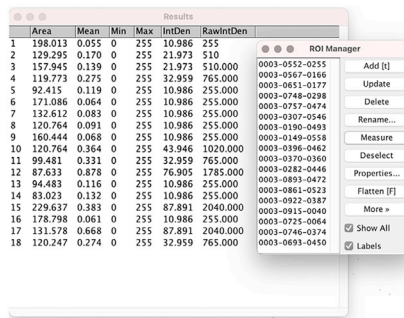 Results
Area Mean Min Max IntDen RawIntDen
1 198.013 0.055 0 255 10.986 255
2 129.295 0.170 0 255 21.973 510
3 157.945 0.139 0 255 21.973 510.000
4 119.773 0.275 0 255 32.959 765.000
5 92.415 0.119 0 255 10.986 255.000
6 171.086 0.064 0 255 10.986 255.000
7 132.612 0.083 0 255 10.986 255.000
8 120.764 0.091 0 255 10.986 255.000
9 160.444 0.068 0 255 10.986 255.000
10 120.764 0.364 0 255 43.946 1020.000
11 99.481 0.331 0 255 32.959 765.000
12 87.633 0.878 0 255 76.905 1785.000
13 94.483 0.116 0 255 10.986 255.000
14 83.023 0.132 0 255 10.986 255.000
15 229.637 0.383 0 255 87.891 2040.000
16 178.798 0.061 0 255 10.986 255.000
17 131.578 0.668 0 255 87.891 2040.000
18 120.247 0.274 0 255 32.959 765.000
ROI Manager
0003-0552-0255
0003-0567-0166
0003-0651-0177
0003-0748-0298
0003-0757-0474
0003-0307-0546
0003-0190-0493
0003-0149-0558
0003-0396-0462
0003-0370-0360
0003-0282-0446
0003-0893-0472
0003-0861-0523
0003-0922-0387
0003-0915-0040
0003-0725-0064
0003-0746-0374
0003-0693-0450
Add [t]
Update
Delete
Rename...
Measure
Deselect
Properties...
Flatten [F]
More »
Show All
Labels